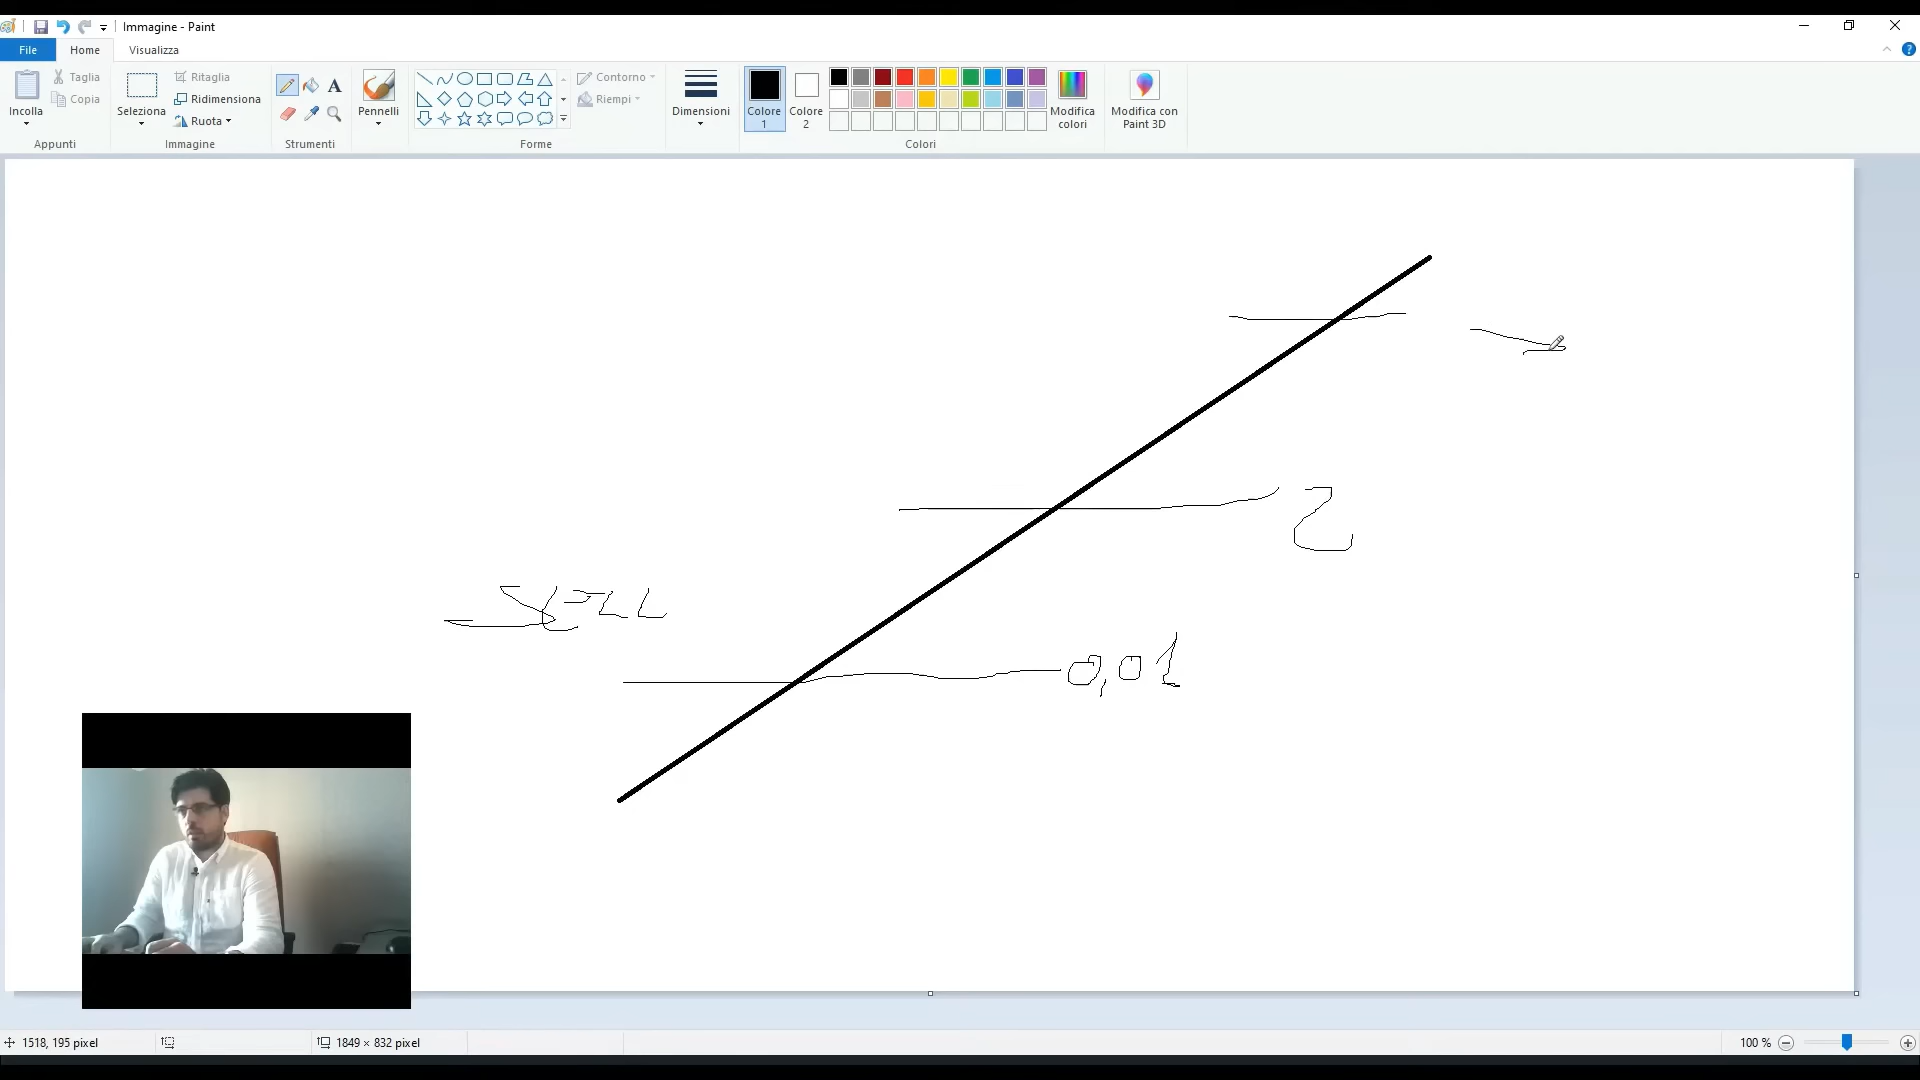 Immagine - Paint
File Home Visualizza
Incolla
Taglia
Copia
Appunti
Seleziona
Ritaglia
Ridimensiona
Ruota
Immagine
A
Strumenti
Pennelli
Forme
Contorno
Riempi
Dimensioni
Colore 1
Colore 2
Colori
Modifica colori
Modifica con Paint 3D
2
Sell
0,01
1518, 195 pixel
1849 × 832 pixel
100 %